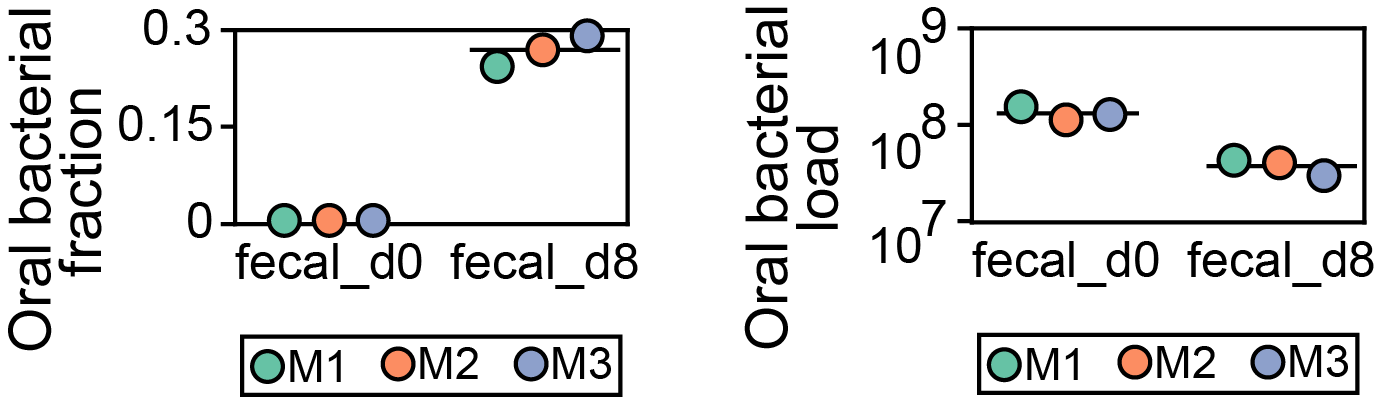 Oral bacterial
fraction
0.3
0.15
0
fecal_d0 fecal_d8
M1 M2 M3
Oral bacterial
load
10^9
10^8
10^7
fecal_d0 fecal_d8
M1 M2 M3